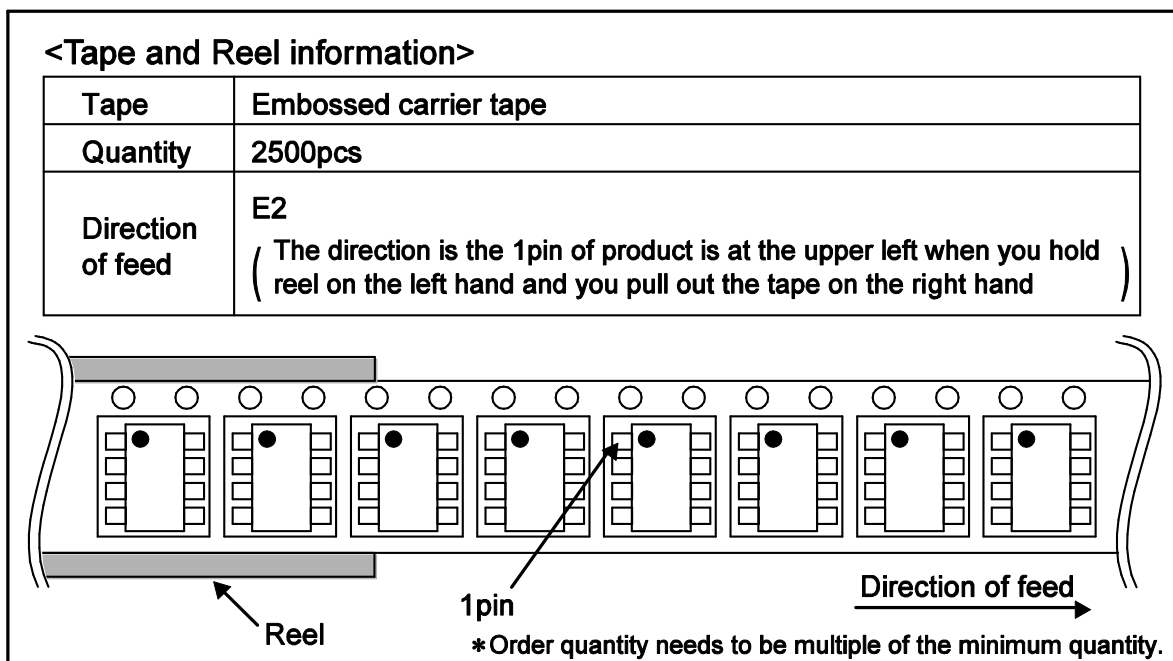 <Tape and Reel information>
Tape
Embossed carrier tape
Quantity
2500pcs
Direction
of feed
E2
( The direction is the 1pin of product is at the upper left when you hold
reel on the left hand and you pull out the tape on the right hand )
1pin
Reel
Direction of feed
*Order quantity needs to be multiple of the minimum quantity.